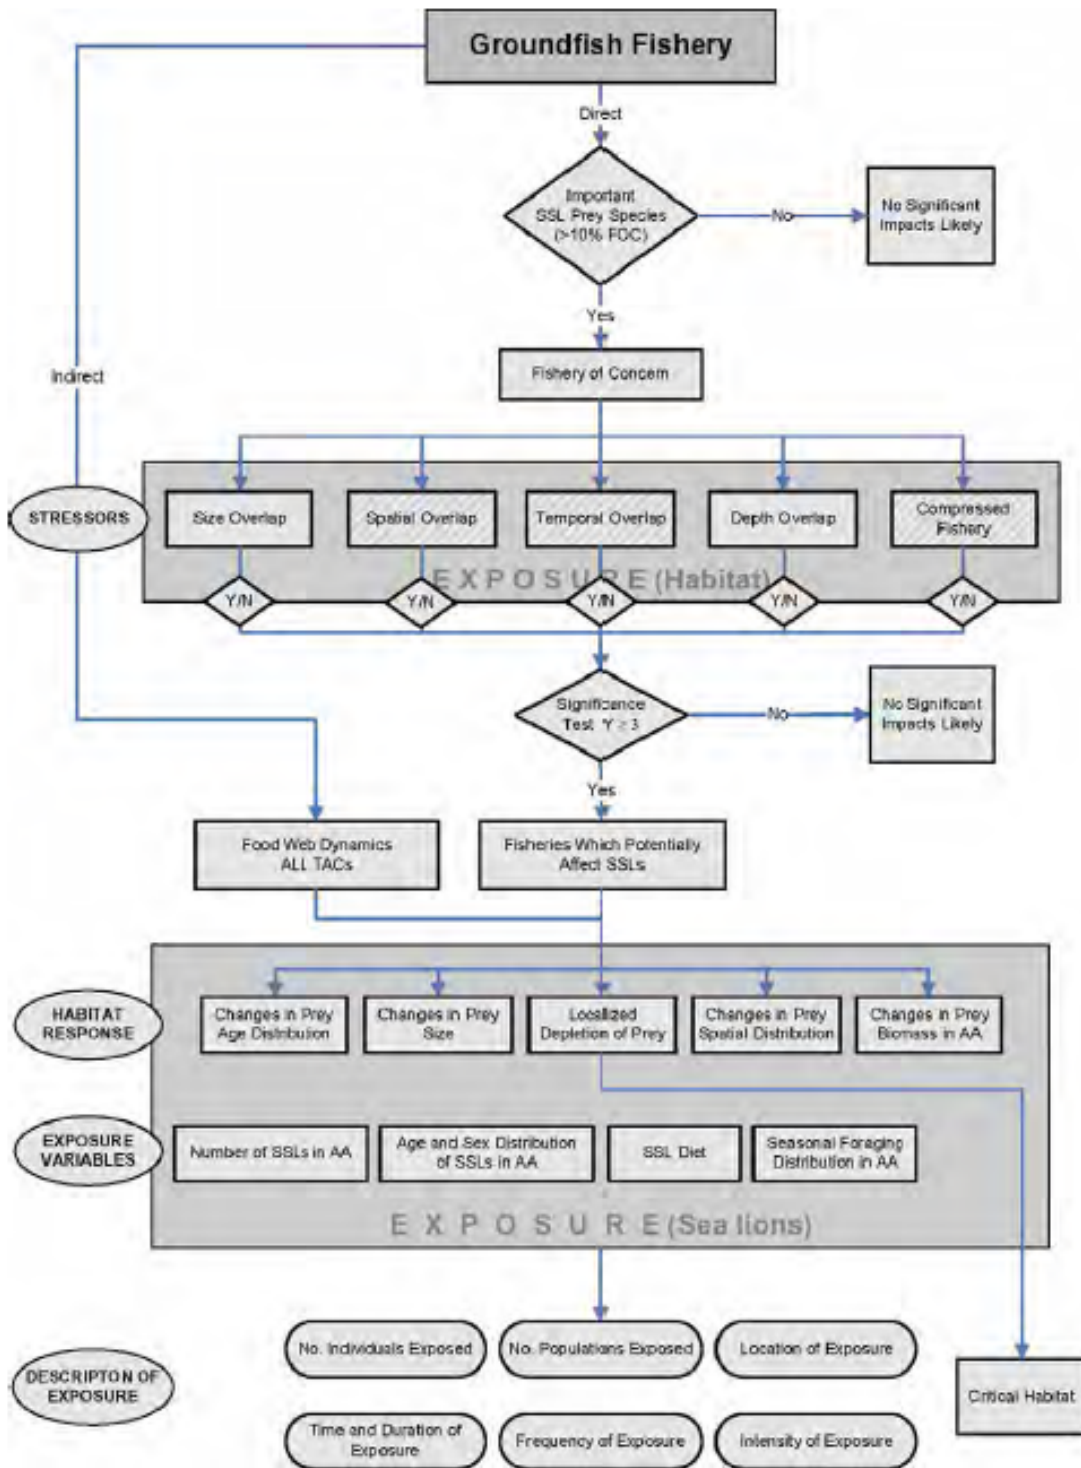 Groundfish Fishery
Direct
Important
SSL Prey Species
(>10% FOC)
No
No Significant
Impacts Likely
Yes
Fishery of Concern
Indirect
STRESSORS
Size Overlap
Spatial Overlap
Temporal Overlap
Depth Overlap
Compressed
Fishery
E X P O S U R E (Habitat)
Y/N
Y/N
Y/N
Y/N
Y/N
Significance
Test Y ≥ 3
No
No Significant
Impacts Likely
Yes
Food Web Dynamics
ALL TACs
Fisheries Which Potentially
Affect SSLs
HABITAT
RESPONSE
Changes in Prey
Age Distribution
Changes in Prey
Size
Localized
Depletion of Prey
Changes in Prey
Spatial Distribution
Changes in Prey
Biomass in AA
EXPOSURE
VARIABLES
Number of SSLs in AA
Age and Sex Distribution
of SSLs in AA
SSL Diet
Seasonal Foraging
Distribution in AA
E X P O S U R E (Sea lions)
No. Individuals Exposed
No. Populations Exposed
Location of Exposure
DESCRIPTON OF
EXPOSURE
Critical Habitat
Time and Duration of
Exposure
Frequency of Exposure
Intensity of Exposure